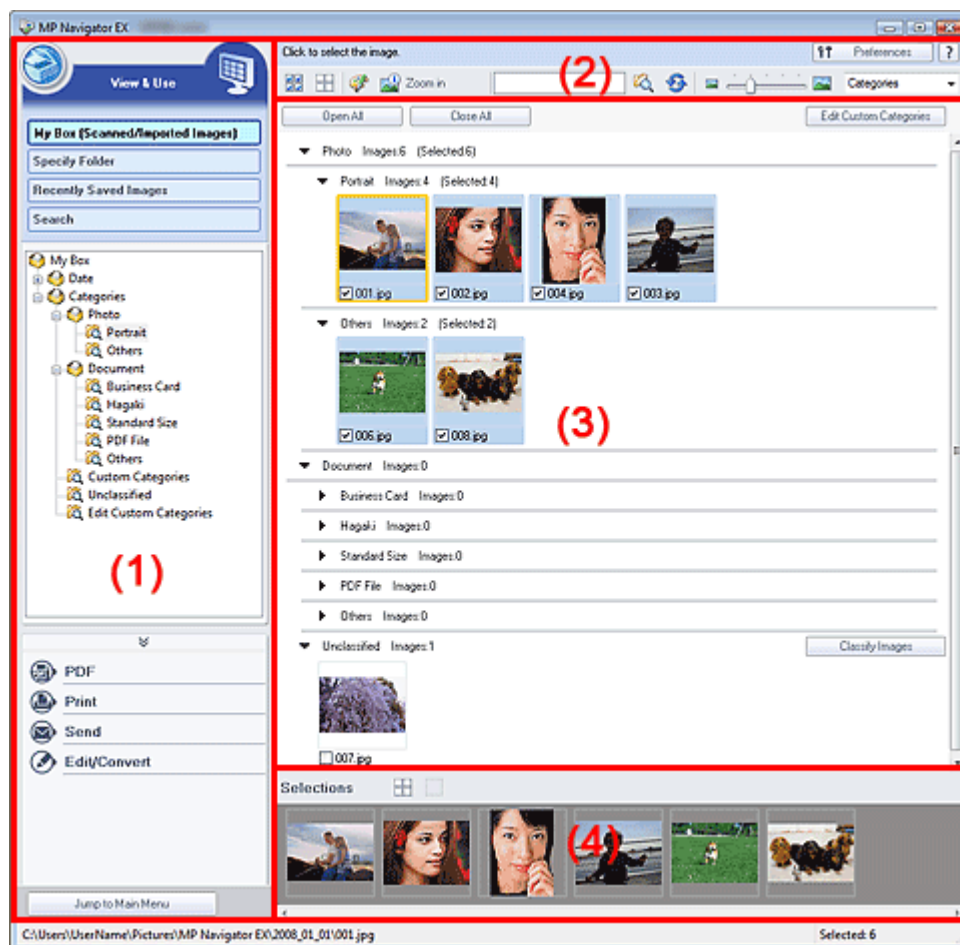 MP Navigator EX
View & Use
My Box (Scanned/Imported Images)
Specify Folder
Recently Saved Images
Search
My Box
Date
Categories
Photo
Portrait
Others
Document
Business Card
Hagaki
Standard Size
PDF File
Others
Custom Categories
Unclassified
Edit Custom Categories
(1)
PDF
Print
Send
Edit/Convert
Jump to Main Menu
Click to select the image.
Preferences
?
Zoom in
(2)
Categories
Open All
Close All
Edit Custom Categories
Photo Images:6 (Selected:6)
Portrait Images:4 (Selected:4)
001.jpg
002.jpg
004.jpg
003.jpg
Others Images:2 (Selected:2)
006.jpg
008.jpg
(3)
Document Images:0
Business Card Images:0
Hagaki Images:0
Standard Size Images:0
PDF File Images:0
Others Images:0
Unclassified Images:1
Classify Images
007.jpg
Selections
(4)
C:\Users\UserName\Pictures\MP Navigator EX\2008_01_01\001.jpg
Selected: 6